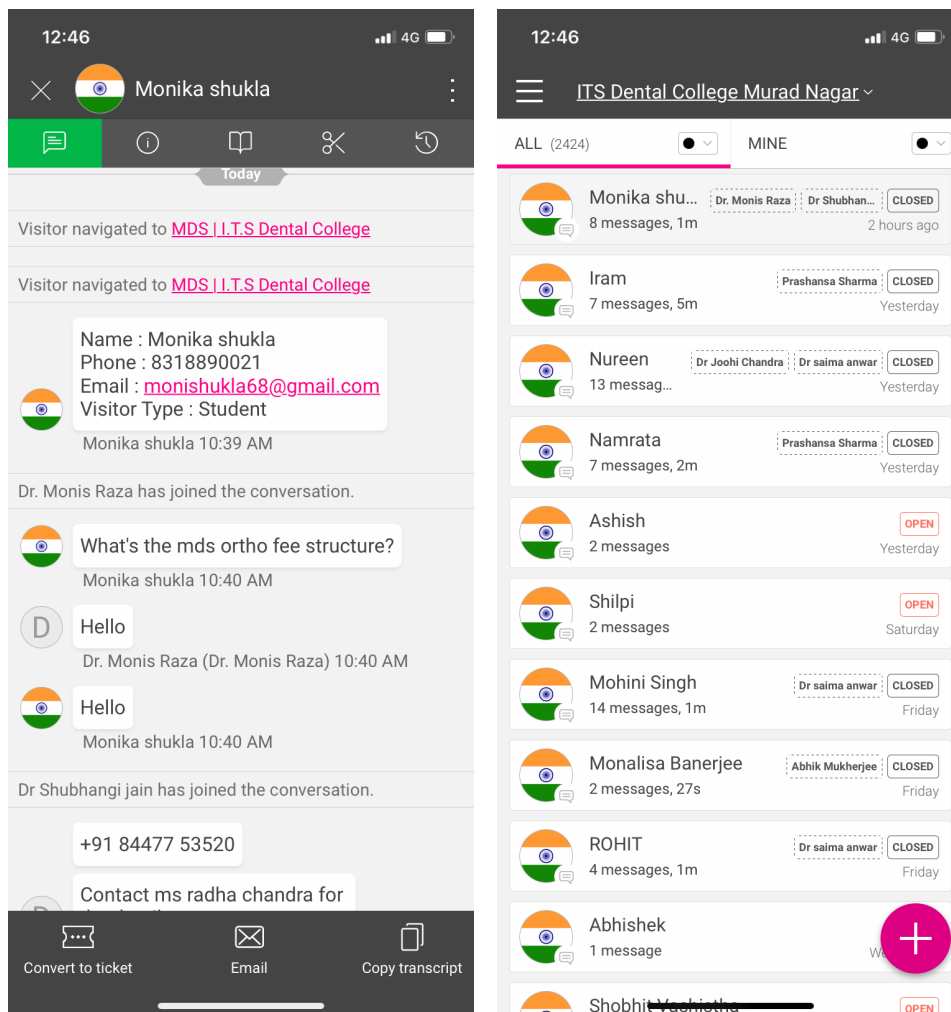 12:46
4G
Monika shukla
Today
Visitor navigated to MDS | I.T.S Dental College
Visitor navigated to MDS | I.T.S Dental College
Name : Monika shukla
Phone : 8318890021
Email : monishukla68@gmail.com
Visitor Type : Student
Monika shukla 10:39 AM
Dr. Monis Raza has joined the conversation.
What's the mds ortho fee structure?
Monika shukla 10:40 AM
D
Hello
Dr. Monis Raza (Dr. Monis Raza) 10:40 AM
Hello
Monika shukla 10:40 AM
Dr Shubhangi jain has joined the conversation.
+91 84477 53520
Contact ms radha chandra for
Convert to ticket
Email
Copy transcript
12:46
4G
ITS Dental College Murad Nagar
ALL (2424)
MINE
Monika shu... Dr. Monis Raza Dr Shubhan... CLOSED
8 messages, 1m 2 hours ago
Iram Prashansa Sharma CLOSED
7 messages, 5m Yesterday
Nureen Dr Joohi Chandra Dr saima anwar CLOSED
13 messag... Yesterday
Namrata Prashansa Sharma CLOSED
7 messages, 2m Yesterday
Ashish OPEN
2 messages Yesterday
Shilpi OPEN
2 messages Saturday
Mohini Singh Dr saima anwar CLOSED
14 messages, 1m Friday
Monalisa Banerjee Abhik Mukherjee CLOSED
2 messages, 27s Friday
ROHIT Dr saima anwar CLOSED
4 messages, 1m Friday
Abhishek
1 message
Shobhit Vashistha OPEN